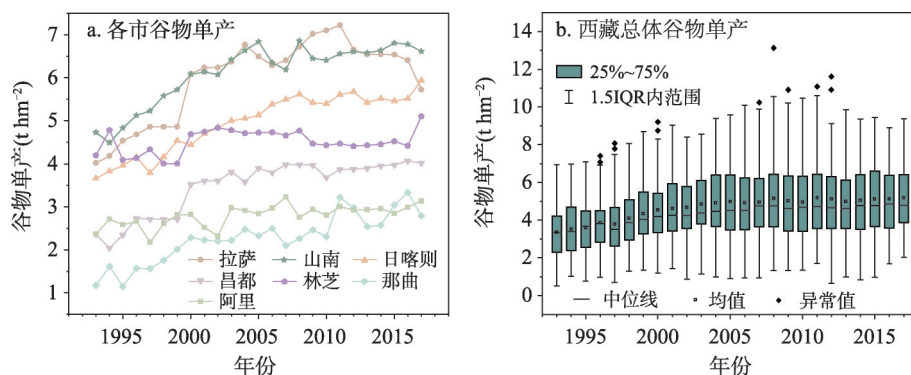 a. 各市谷物单产
谷物单产(t hm⁻²)
7
6
5
4
3
2
1
拉萨 山南 日喀则
昌都 林芝 那曲
阿里
1995 2000 2005 2010 2015
年份
b. 西藏总体谷物单产
谷物单产(t hm⁻²)
14
12
10
8
6
4
2
0
25%~75%
1.5IQR内范围
中位线 均值 异常值
1995 2000 2005 2010 2015
年份